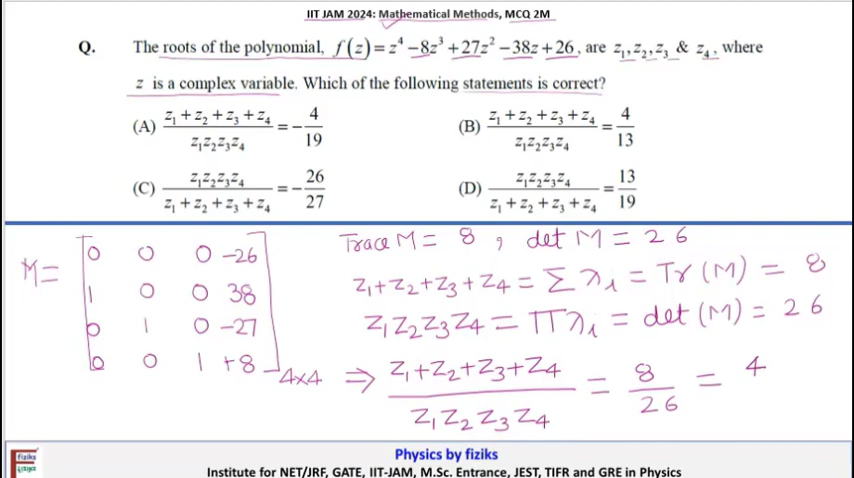 IIT JAM 2024: Mathematical Methods, MCQ 2M
Q. The roots of the polynomial, f(z) = z⁴ − 8z³ + 27z² − 38z + 26, are z₁, z₂, z₃ & z₄, where
z is a complex variable. Which of the following statements is correct?
(A) (z₁ + z₂ + z₃ + z₄)/(z₁z₂z₃z₄) = −4/19
(B) (z₁ + z₂ + z₃ + z₄)/(z₁z₂z₃z₄) = 4/13
(C) (z₁z₂z₃z₄)/(z₁ + z₂ + z₃ + z₄) = −26/27
(D) (z₁z₂z₃z₄)/(z₁ + z₂ + z₃ + z₄) = 13/19
M =
0 0 0 −26
1 0 0 38
0 1 0 −27
0 0 1 +8
4×4
Trace M = 8 , det M = 26
z₁+z₂+z₃+z₄ = Σλᵢ = Tr(M) = 8
z₁z₂z₃z₄ = Πλᵢ = det(M) = 26
⇒ (z₁+z₂+z₃+z₄)/(z₁z₂z₃z₄) = 8/26 = 4
fiziks
Physics by fiziks
Institute for NET/JRF, GATE, IIT-JAM, M.Sc. Entrance, JEST, TIFR and GRE in Physics